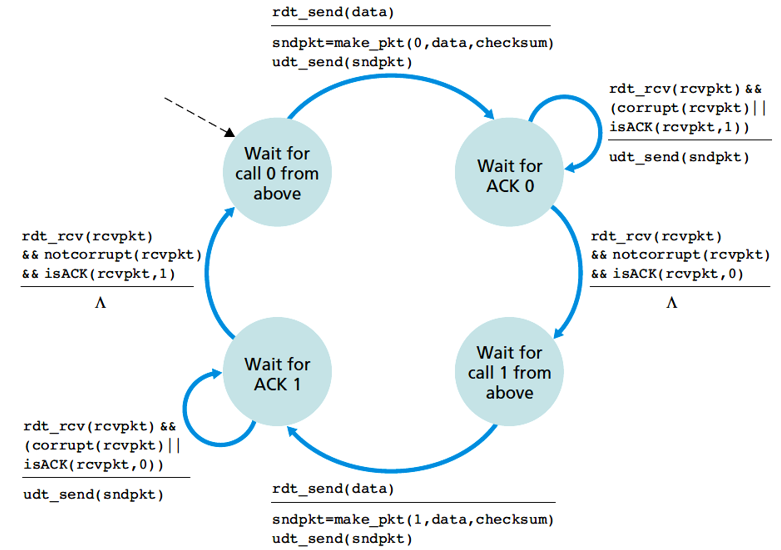 rdt_send(data)
sndpkt=make_pkt(0,data,checksum)
udt_send(sndpkt)
rdt_rcv(rcvpkt) &&
(corrupt(rcvpkt)||
isACK(rcvpkt,1))
udt_send(sndpkt)
Wait for
call 0 from
above
Wait for
ACK 0
rdt_rcv(rcvpkt)
&& notcorrupt(rcvpkt)
&& isACK(rcvpkt,1)
Λ
rdt_rcv(rcvpkt)
&& notcorrupt(rcvpkt)
&& isACK(rcvpkt,0)
Λ
Wait for
ACK 1
Wait for
call 1 from
above
rdt_rcv(rcvpkt) &&
(corrupt(rcvpkt)||
isACK(rcvpkt,0))
udt_send(sndpkt)
rdt_send(data)
sndpkt=make_pkt(1,data,checksum)
udt_send(sndpkt)